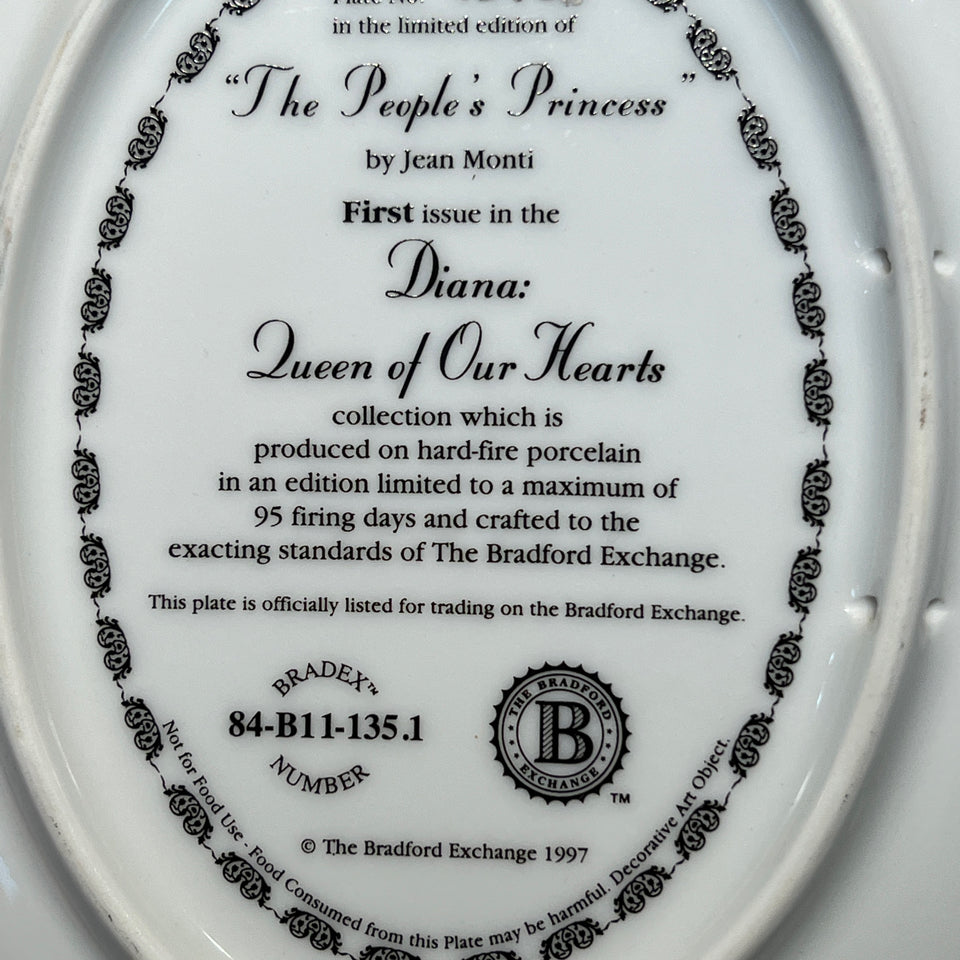 Plate No.
in the limited edition of
“The People’s Princess”
by Jean Monti
First issue in the
Diana:
Queen of Our Hearts
collection which is
produced on hard-fire porcelain
in an edition limited to a maximum of
95 firing days and crafted to the
exacting standards of The Bradford Exchange.
This plate is officially listed for trading on the Bradford Exchange.
BRADEX™
84-B11-135.1
NUMBER
THE BRADFORD
B
EXCHANGE
TM
© The Bradford Exchange 1997
Not for Food Use - Food Consumed from this Plate may be harmful. Decorative Art Object.